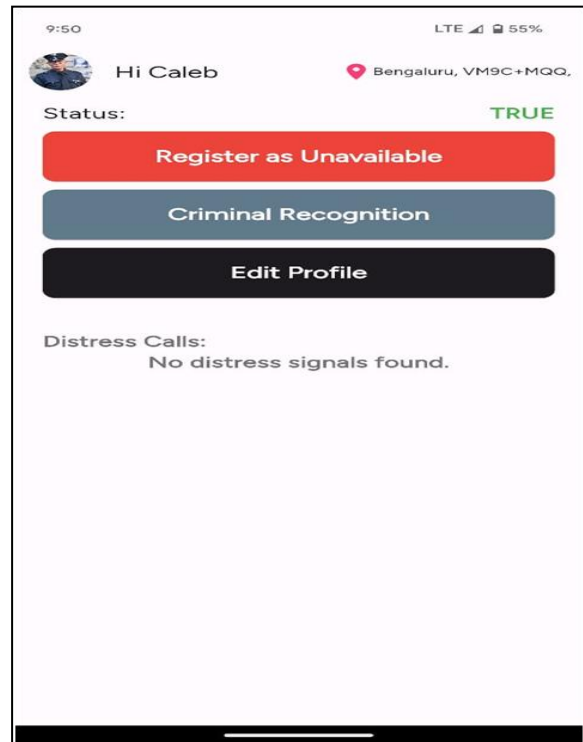 9:50 LTE 55%
Hi Caleb Bengaluru, VM9C+MQQ,
Status: TRUE
Register as Unavailable
Criminal Recognition
Edit Profile
Distress Calls:
No distress signals found.